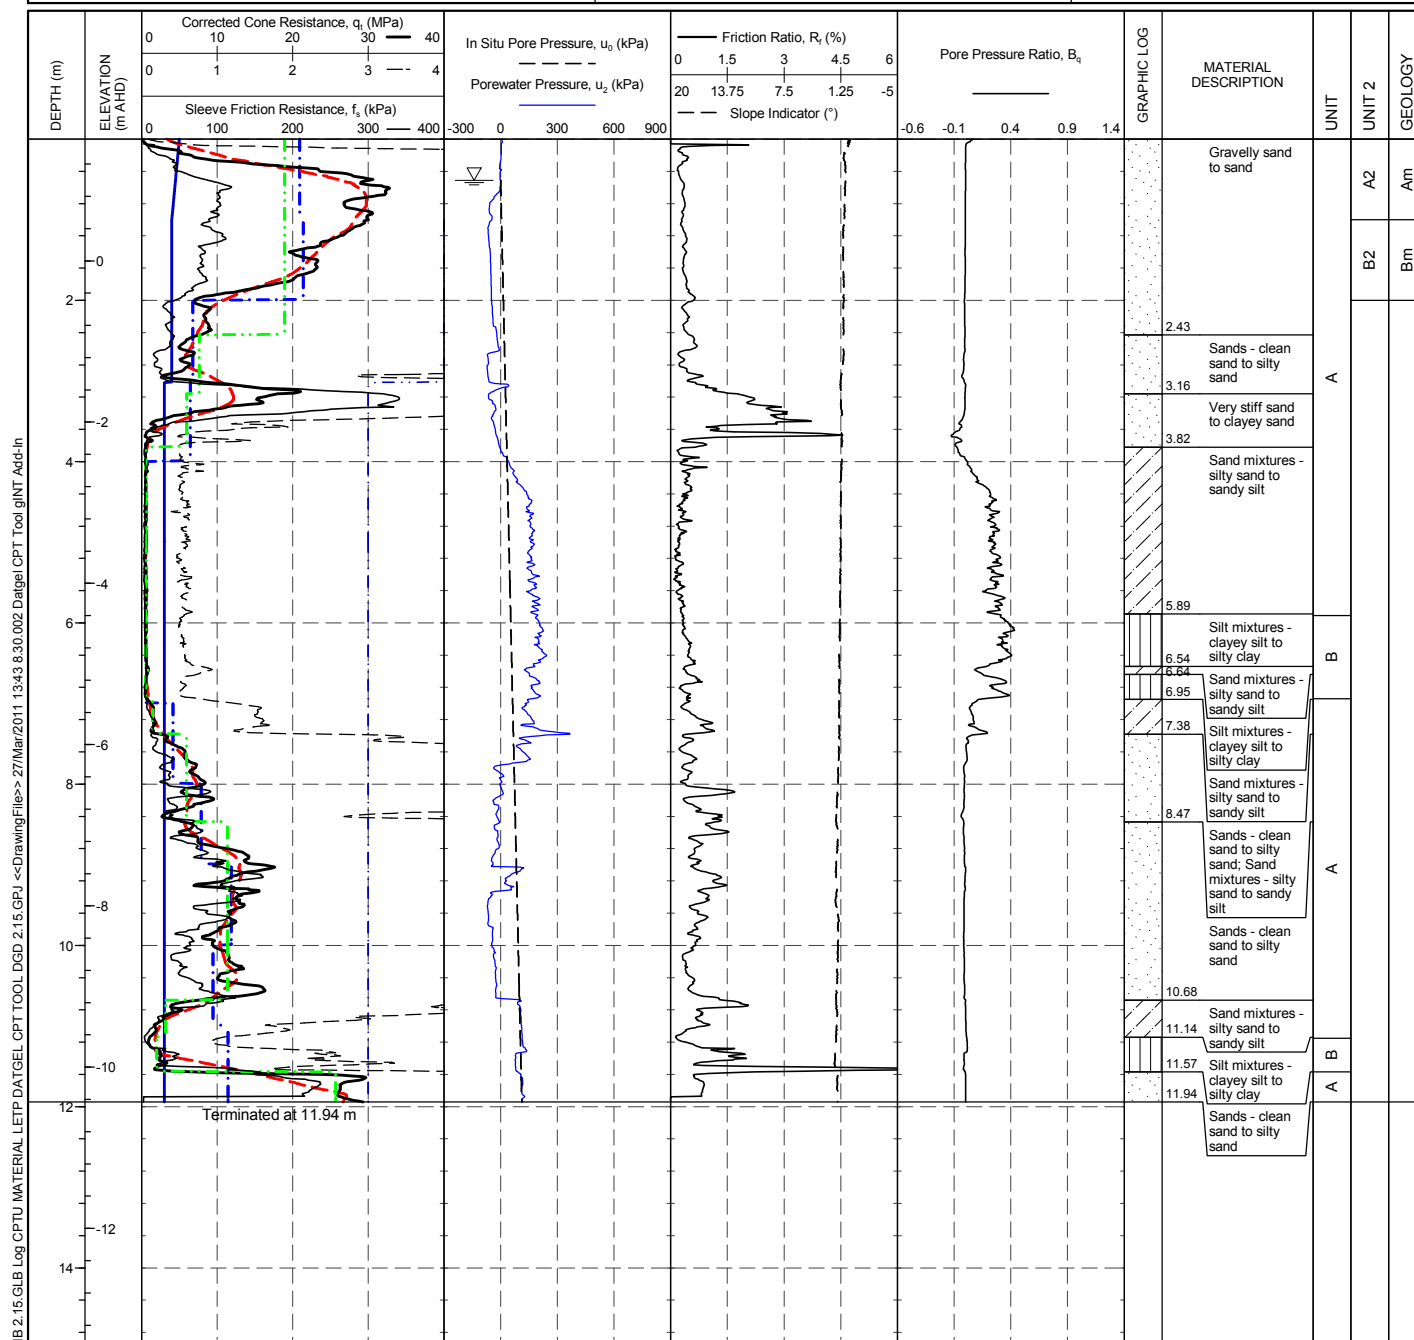 DEPTH (m)
ELEVATION
(m AHD)
Corrected Cone Resistance, qt (MPa)
0 10 20 30 40
0 1 2 3 4
Sleeve Friction Resistance, fs (kPa)
0 100 200 300 400
In Situ Pore Pressure, u0 (kPa)
Porewater Pressure, u2 (kPa)
-300 0 300 600 900
Friction Ratio, Rf (%)
0 1.5 3 4.5 6
20 13.75 7.5 1.25 -5
Slope Indicator (°)
Pore Pressure Ratio, Bq
-0.6 -0.1 0.4 0.9 1.4
GRAPHIC LOG
MATERIAL
DESCRIPTION
UNIT
UNIT 2
GEOLOGY
Gravelly sand
to sand
A2
Am
0
B2
Bm
2
2.43
Sands - clean
sand to silty
sand
3.16
A
Very stiff sand
to clayey sand
-2
3.82
4
Sand mixtures -
silty sand to
sandy silt
-4
5.89
6
Silt mixtures -
clayey silt to
silty clay
B
6.54
6.64
Sand mixtures -
silty sand to
sandy silt
6.95
7.38
Silt mixtures -
clayey silt to
silty clay
-6
8
Sand mixtures -
silty sand to
sandy silt
8.47
Sands - clean
sand to silty
sand; Sand
mixtures - silty
sand to sandy
silt
A
-8
10
Sands - clean
sand to silty
sand
10.68
Sand mixtures -
silty sand to
sandy silt
11.14
B
-10
11.57
Silt mixtures -
clayey silt to
silty clay
A
11.94
12
Terminated at 11.94 m
Sands - clean
sand to silty
sand
-12
14
IB 2.15.GLB Log CPTU MATERIAL LETP DATGEL CPT TOOL DGD 2.15.GPJ <<DrawingFile>> 27/Mar/2011 13:43 8.30.002 Datgel CPT Tool gINT Add-In